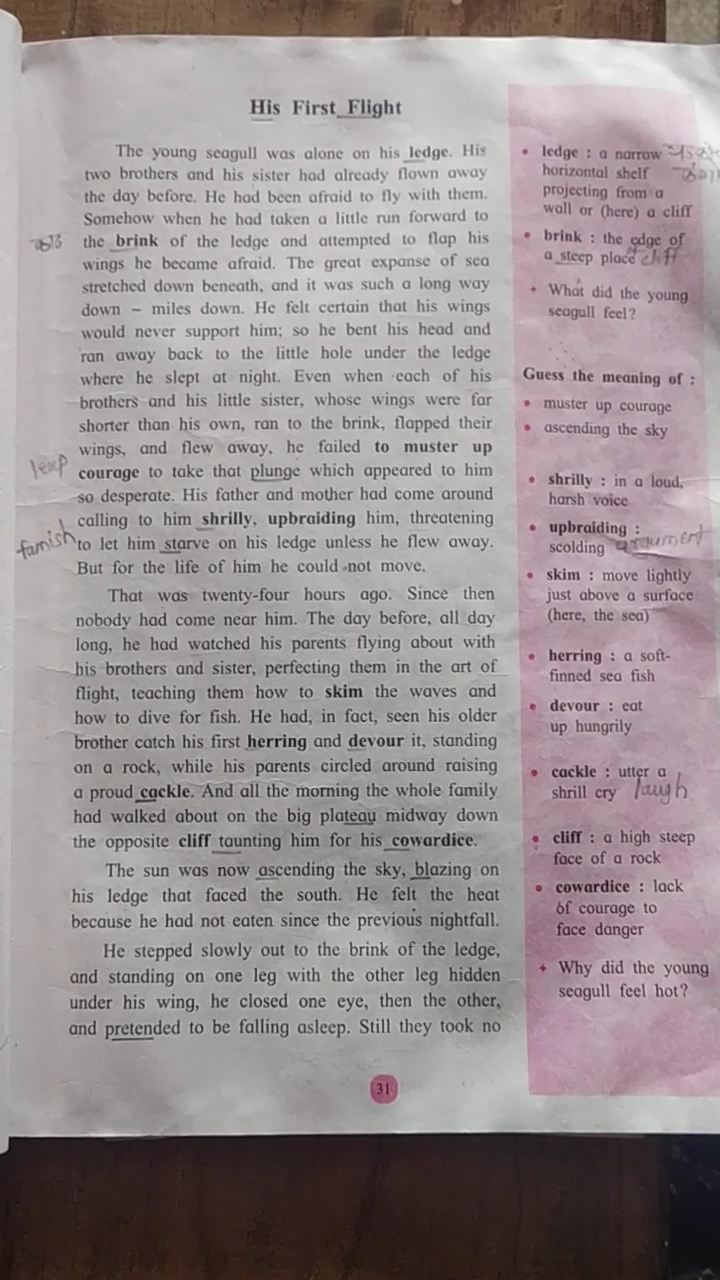 His First Flight
The young seagull was alone on his ledge. His
two brothers and his sister had already flown away
the day before. He had been afraid to fly with them.
Somehow when he had taken a little run forward to
the brink of the ledge and attempted to flap his
wings he became afraid. The great expanse of sea
stretched down beneath, and it was such a long way
down – miles down. He felt certain that his wings
would never support him; so he bent his head and
ran away back to the little hole under the ledge
where he slept at night. Even when each of his
brothers and his little sister, whose wings were far
shorter than his own, ran to the brink, flapped their
wings, and flew away, he failed to muster up
leap
courage to take that plunge which appeared to him
so desperate. His father and mother had come around
calling to him shrilly, upbraiding him, threatening
famish
to let him starve on his ledge unless he flew away.
But for the life of him he could not move.
That was twenty-four hours ago. Since then
nobody had come near him. The day before, all day
long, he had watched his parents flying about with
his brothers and sister, perfecting them in the art of
flight, teaching them how to skim the waves and
how to dive for fish. He had, in fact, seen his older
brother catch his first herring and devour it, standing
on a rock, while his parents circled around raising
a proud cackle. And all the morning the whole family
had walked about on the big plateau midway down
the opposite cliff taunting him for his cowardice.
The sun was now ascending the sky, blazing on
his ledge that faced the south. He felt the heat
because he had not eaten since the previous nightfall.
He stepped slowly out to the brink of the ledge,
and standing on one leg with the other leg hidden
under his wing, he closed one eye, then the other,
and pretended to be falling asleep. Still they took no
31
• ledge : a narrow
horizontal shelf
projecting from a
wall or (here) a cliff
• brink : the edge of
a steep place cliff
+ What did the young
seagull feel?
Guess the meaning of :
• muster up courage
• ascending the sky
• shrilly : in a loud,
harsh voice
• upbraiding :
scolding argument
• skim : move lightly
just above a surface
(here, the sea)
• herring : a soft-
finned sea fish
• devour : eat
up hungrily
• cackle : utter a
shrill cry laugh
• cliff : a high steep
face of a rock
• cowardice : lack
of courage to
face danger
+ Why did the young
seagull feel hot?